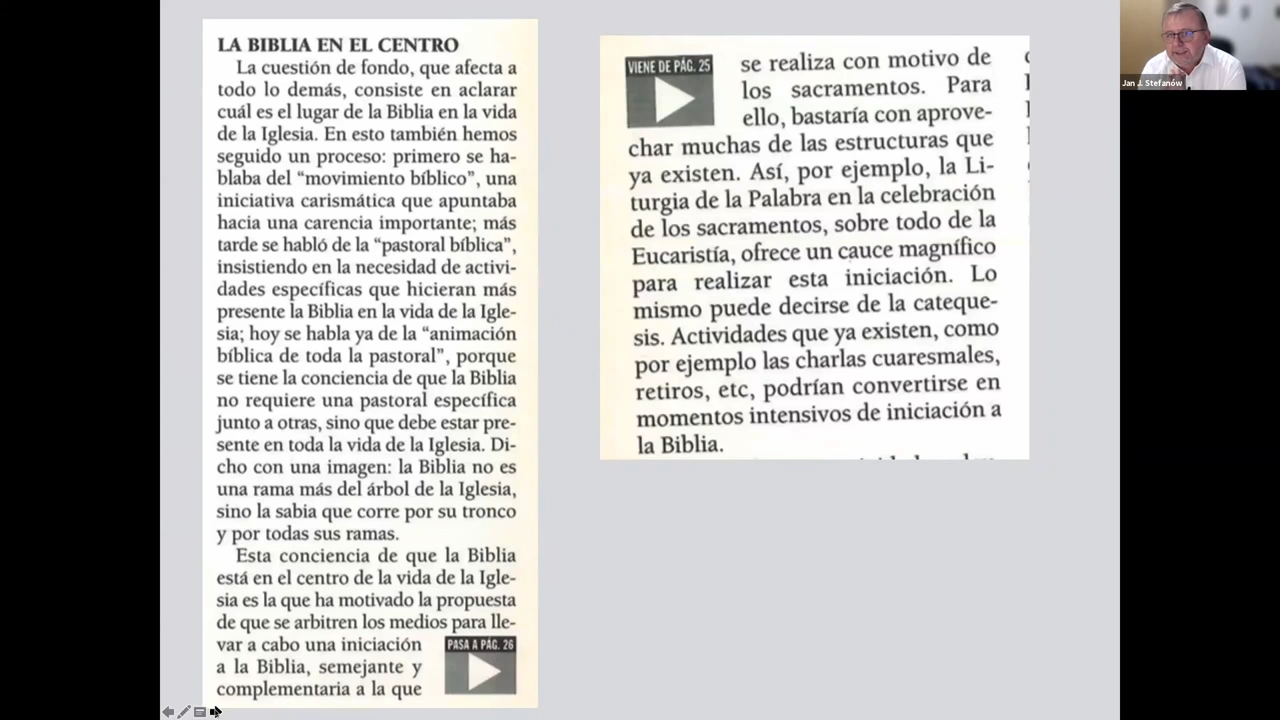 LA BIBLIA EN EL CENTRO
La cuestión de fondo, que afecta a
todo lo demás, consiste en aclarar
cuál es el lugar de la Biblia en la vida
de la Iglesia. En esto también hemos
seguido un proceso: primero se ha-
blaba del “movimiento bíblico”, una
iniciativa carismática que apuntaba
hacia una carencia importante; más
tarde se habló de la “pastoral bíblica”,
insistiendo en la necesidad de activi-
dades específicas que hicieran más
presente la Biblia en la vida de la Igle-
sia; hoy se habla ya de la “animación
bíblica de toda la pastoral”, porque
se tiene la conciencia de que la Biblia
no requiere una pastoral específica
junto a otras, sino que debe estar pre-
sente en toda la vida de la Iglesia. Di-
cho con una imagen: la Biblia no es
una rama más del árbol de la Iglesia,
sino la sabia que corre por su tronco
y por todas sus ramas.
Esta conciencia de que la Biblia
está en el centro de la vida de la Igle-
sia es la que ha motivado la propuesta
de que se arbitren los medios para lle-
var a cabo una iniciación
a la Biblia, semejante y
complementaria a la que
PASA A PÁG. 26
VIENE DE PÁG. 25
se realiza con motivo de
los sacramentos. Para
ello, bastaría con aprove-
char muchas de las estructuras que
ya existen. Así, por ejemplo, la Li-
turgia de la Palabra en la celebración
de los sacramentos, sobre todo de la
Eucaristía, ofrece un cauce magnífico
para realizar esta iniciación. Lo
mismo puede decirse de la cateque-
sis. Actividades que ya existen, como
por ejemplo las charlas cuaresmales,
retiros, etc, podrían convertirse en
momentos intensivos de iniciación a
la Biblia.
Jan J. Stefanów